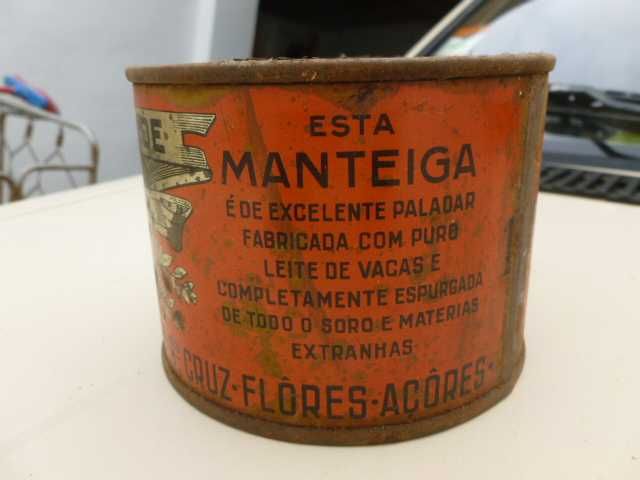 DE
ESTA
MANTEIGA
É DE EXCELENTE PALADAR
FABRICADA COM PURO
LEITE DE VACAS E
COMPLETAMENTE ESPURGADA
DE TODO O SORO E MATERIAS
EXTRANHAS
CRUZ·FLÔRES·AÇÔRES·